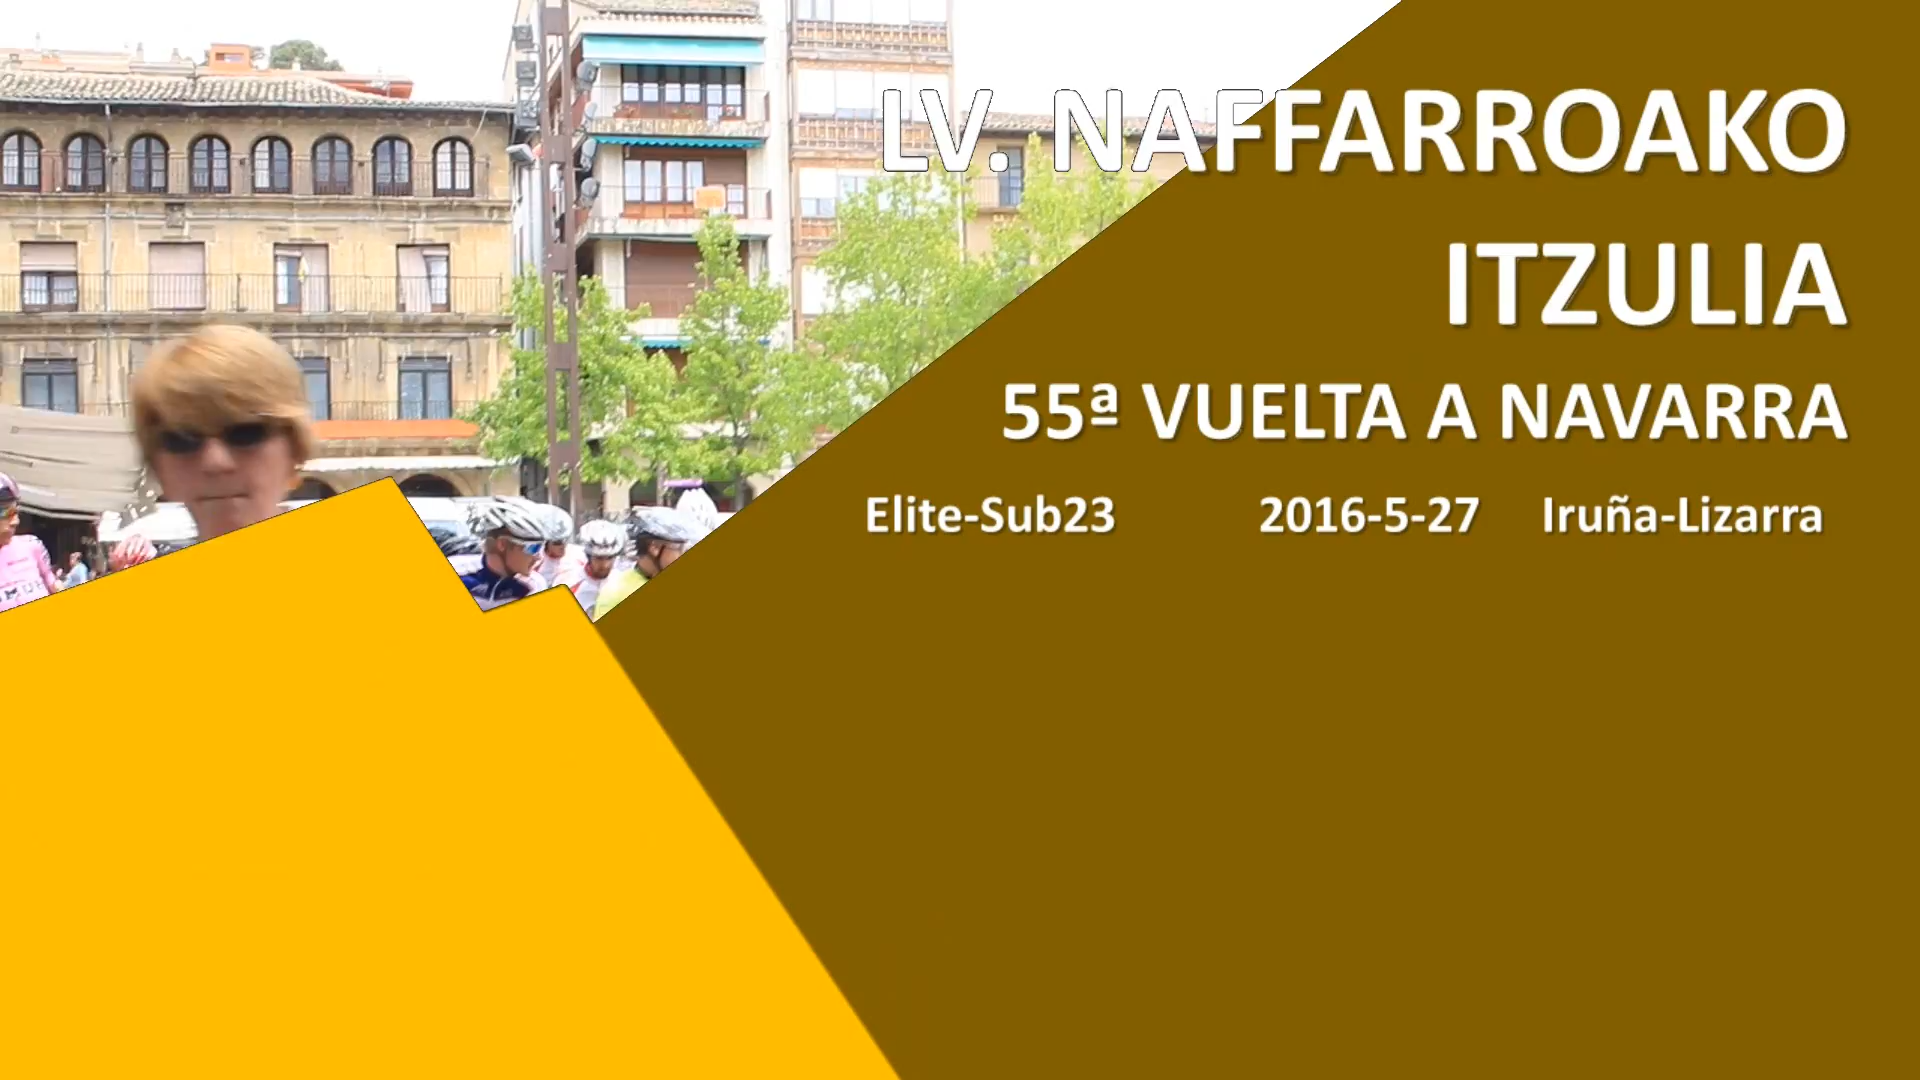 LV. NAFFARROAKO
ITZULIA
55ª VUELTA A NAVARRA
Elite-Sub23 2016-5-27 Iruña-Lizarra